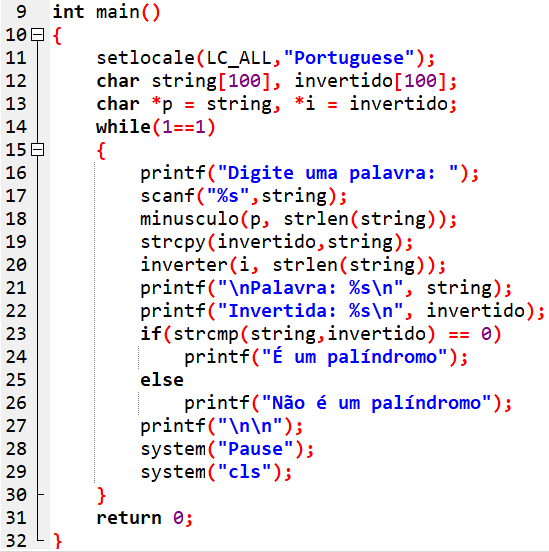 9 int main()
10 {
11 setlocale(LC_ALL,"Portuguese");
12 char string[100], invertido[100];
13 char *p = string, *i = invertido;
14 while(1==1)
15 {
16 printf("Digite uma palavra: ");
17 scanf("%s",string);
18 minusculo(p, strlen(string));
19 strcpy(invertido,string);
20 inverter(i, strlen(string));
21 printf("\nPalavra: %s\n", string);
22 printf("Invertida: %s\n", invertido);
23 if(strcmp(string,invertido) == 0)
24 printf("É um palíndromo");
25 else
26 printf("Não é um palíndromo");
27 printf("\n\n");
28 system("Pause");
29 system("cls");
30 }
31 return 0;
32 }